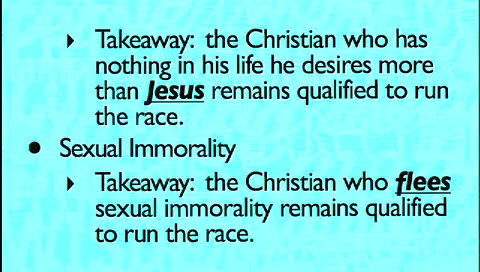 Takeaway: the Christian who has
nothing in his life he desires more
than Jesus remains qualified to run
the race.
Sexual Immorality
Takeaway: the Christian who flees
sexual immorality remains qualified
to run the race.